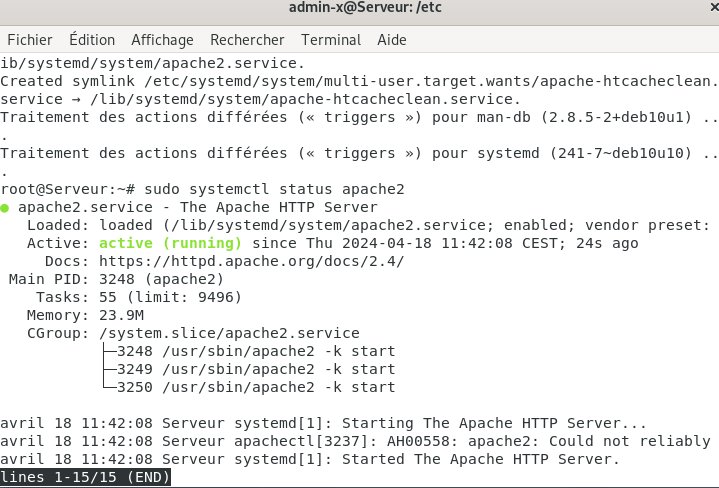 admin-x@Serveur: /etc
Fichier Édition Affichage Rechercher Terminal Aide
ib/systemd/system/apache2.service.
Created symlink /etc/systemd/system/multi-user.target.wants/apache-htcacheclean.
service → /lib/systemd/system/apache-htcacheclean.service.
Traitement des actions différées (« triggers ») pour man-db (2.8.5-2+deb10u1) ..
.
Traitement des actions différées (« triggers ») pour systemd (241-7~deb10u10) ..
.
root@Serveur:~# sudo systemctl status apache2
● apache2.service - The Apache HTTP Server
   Loaded: loaded (/lib/systemd/system/apache2.service; enabled; vendor preset:
   Active: active (running) since Thu 2024-04-18 11:42:08 CEST; 24s ago
     Docs: https://httpd.apache.org/docs/2.4/
 Main PID: 3248 (apache2)
    Tasks: 55 (limit: 9496)
   Memory: 23.9M
   CGroup: /system.slice/apache2.service
           ├─3248 /usr/sbin/apache2 -k start
           ├─3249 /usr/sbin/apache2 -k start
           └─3250 /usr/sbin/apache2 -k start
avril 18 11:42:08 Serveur systemd[1]: Starting The Apache HTTP Server...
avril 18 11:42:08 Serveur apachectl[3237]: AH00558: apache2: Could not reliably
avril 18 11:42:08 Serveur systemd[1]: Started The Apache HTTP Server.
lines 1-15/15 (END)